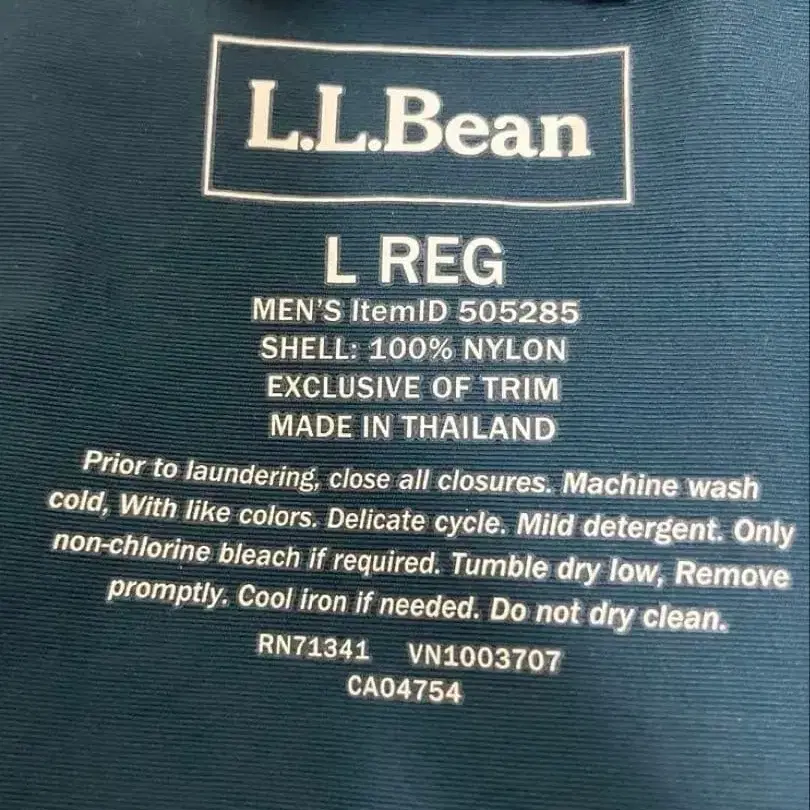 L.L.Bean
L REG
MEN'S ItemID 505285
SHELL: 100% NYLON
EXCLUSIVE OF TRIM
MADE IN THAILAND
Prior to laundering, close all closures. Machine wash
cold, With like colors. Delicate cycle. Mild detergent. Only
non-chlorine bleach if required. Tumble dry low, Remove
promptly. Cool iron if needed. Do not dry clean.
RN71341 VN1003707
CA04754